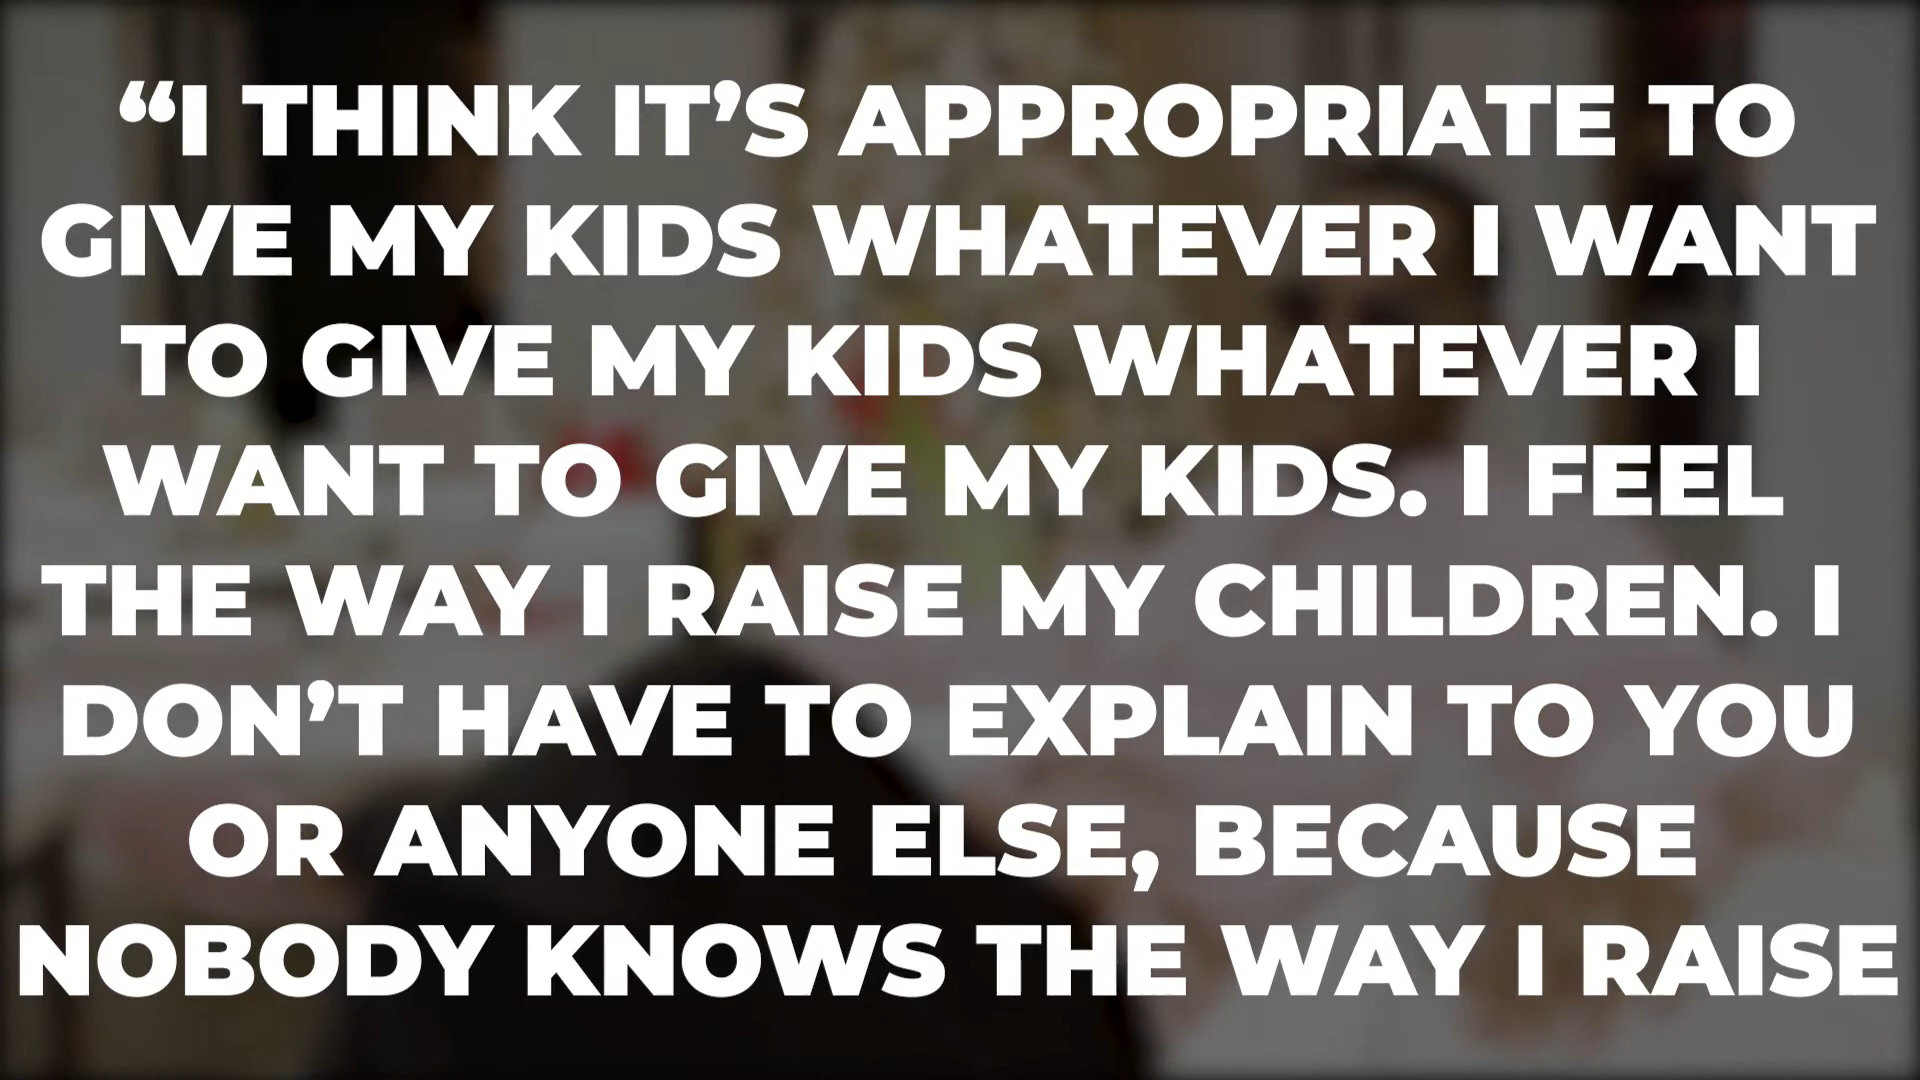 “I THINK IT’S APPROPRIATE TO
GIVE MY KIDS WHATEVER I WANT
TO GIVE MY KIDS WHATEVER I
WANT TO GIVE MY KIDS. I FEEL
THE WAY I RAISE MY CHILDREN. I
DON’T HAVE TO EXPLAIN TO YOU
OR ANYONE ELSE, BECAUSE
NOBODY KNOWS THE WAY I RAISE